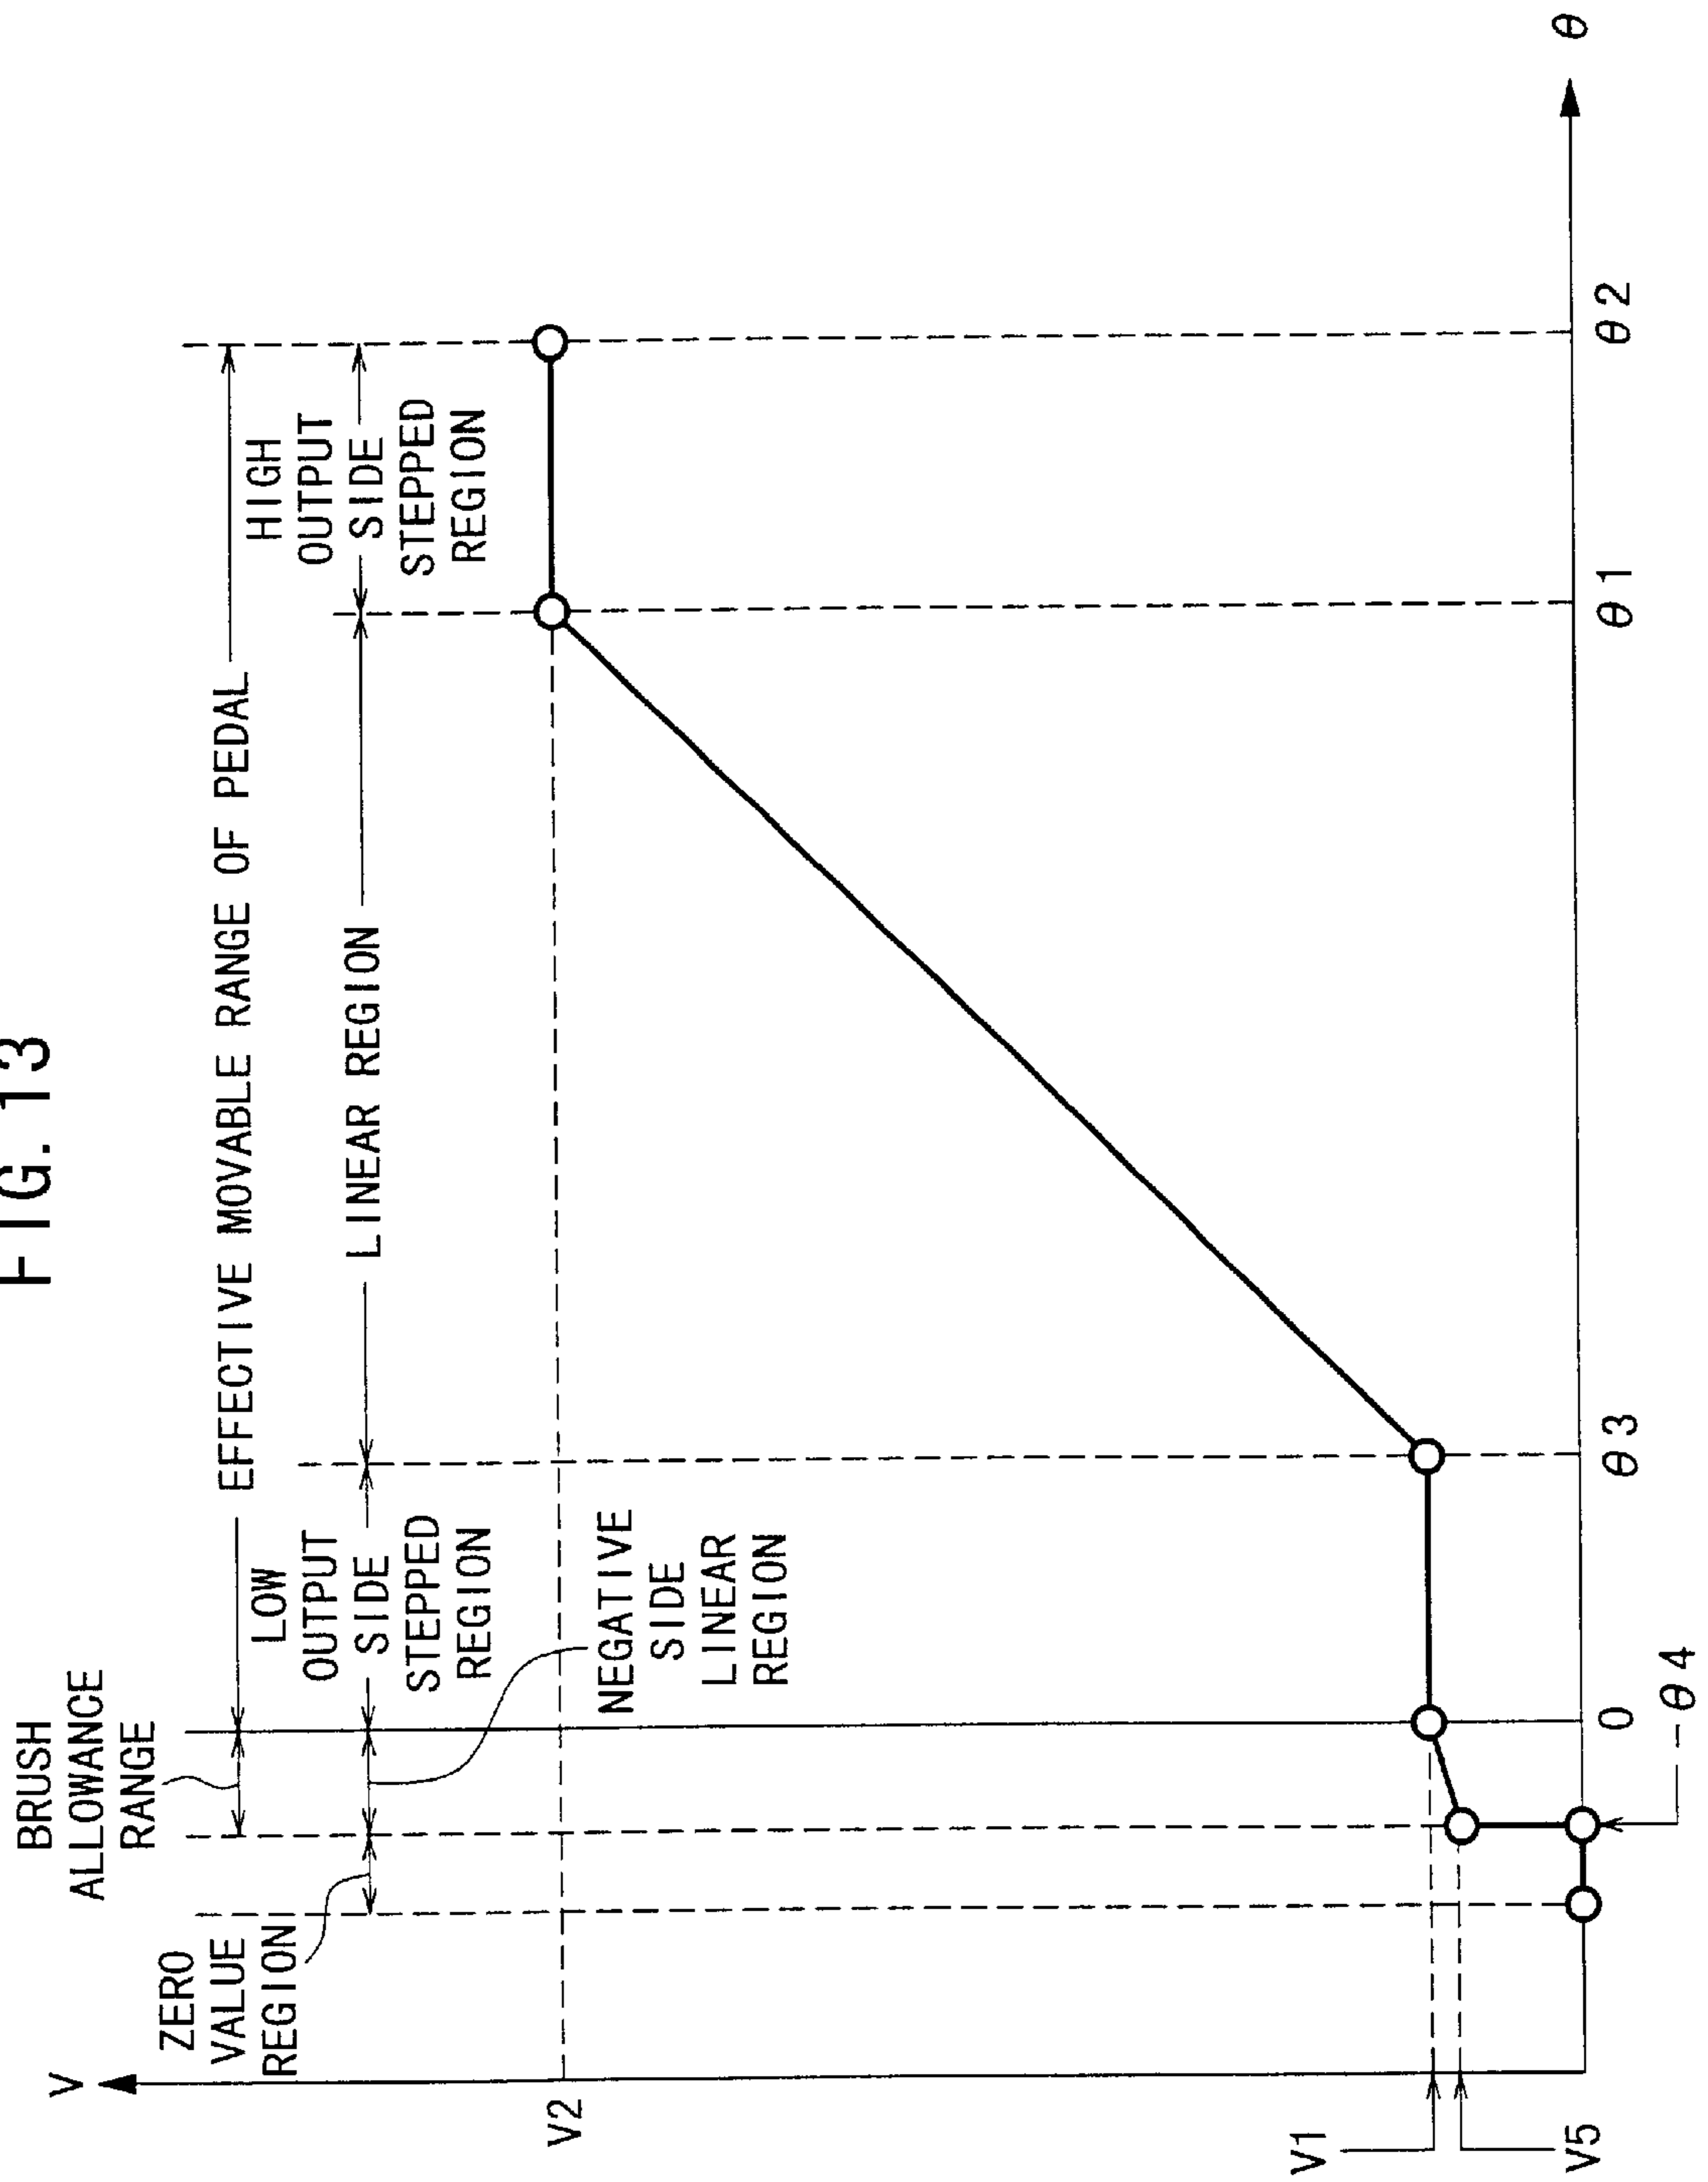 FIG. 13
BRUSH
ALLOWANCE
RANGE
EFFECTIVE MOVABLE RANGE OF PEDAL
ZERO
VALUE
REGION
LOW
OUTPUT
SIDE
STEPPED
REGION
LINEAR REGION
HIGH
OUTPUT
SIDE
STEPPED
REGION
NEGATIVE
SIDE
LINEAR
REGION
V
V2
V1
V5
-θ4
0
θ3
θ1
θ2
θ